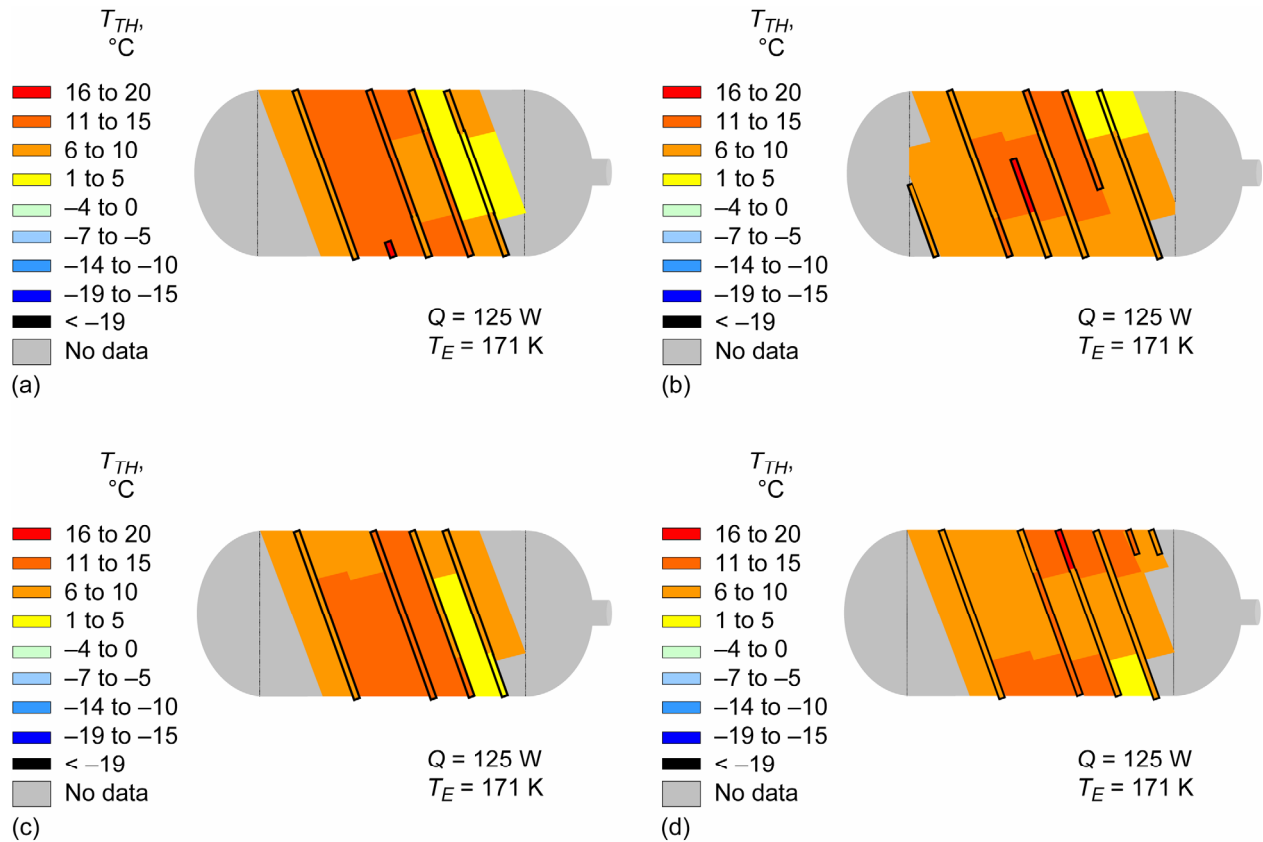 T_TH,
°C
16 to 20
11 to 15
6 to 10
1 to 5
–4 to 0
–7 to –5
–14 to –10
–19 to –15
< –19
No data
Q = 125 W
T_E = 171 K
(a)
T_TH,
°C
16 to 20
11 to 15
6 to 10
1 to 5
–4 to 0
–7 to –5
–14 to –10
–19 to –15
< –19
No data
Q = 125 W
T_E = 171 K
(b)
T_TH,
°C
16 to 20
11 to 15
6 to 10
1 to 5
–4 to 0
–7 to –5
–14 to –10
–19 to –15
< –19
No data
Q = 125 W
T_E = 171 K
(c)
T_TH,
°C
16 to 20
11 to 15
6 to 10
1 to 5
–4 to 0
–7 to –5
–14 to –10
–19 to –15
< –19
No data
Q = 125 W
T_E = 171 K
(d)